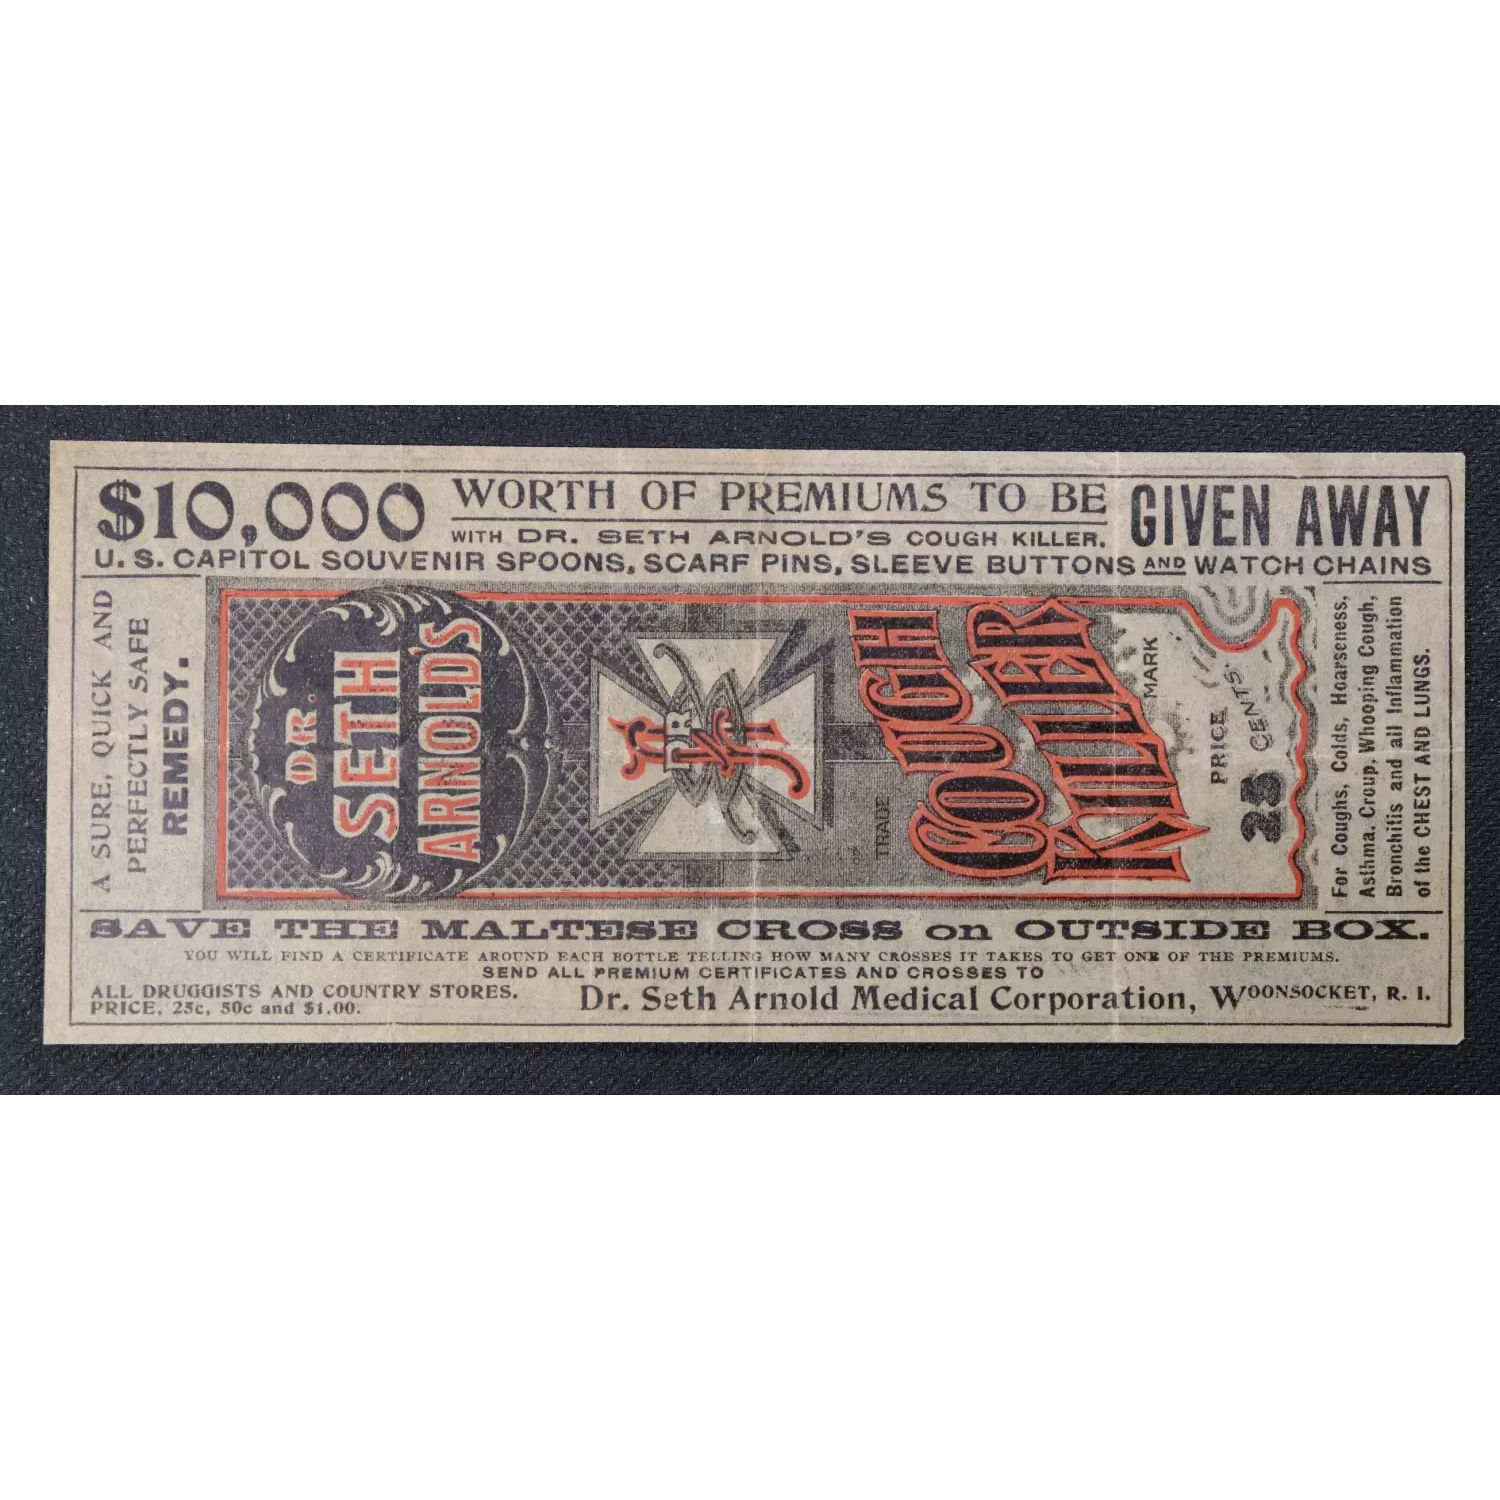 $10,000 WORTH OF PREMIUMS TO BE GIVEN AWAY
WITH DR. SETH ARNOLD'S COUGH KILLER.
U. S. CAPITOL SOUVENIR SPOONS, SCARF PINS, SLEEVE BUTTONS AND WATCH CHAINS
A SURE, QUICK AND
PERFECTLY SAFE
REMEDY.
DR.
SETH
ARNOLD'S
TRADE MARK
COUGH
KILLER
PRICE
25 CENTS
For Coughs, Colds, Hoarseness,
Asthma, Croup, Whooping Cough,
Bronchitis and all Inflammation
of the CHEST AND LUNGS.
SAVE THE MALTESE CROSS on OUTSIDE BOX.
YOU WILL FIND A CERTIFICATE AROUND EACH BOTTLE TELLING HOW MANY CROSSES IT TAKES TO GET ONE OF THE PREMIUMS.
SEND ALL PREMIUM CERTIFICATES AND CROSSES TO
ALL DRUGGISTS AND COUNTRY STORES.
PRICE, 25c, 50c and $1.00.
Dr. Seth Arnold Medical Corporation, WOONSOCKET, R. I.